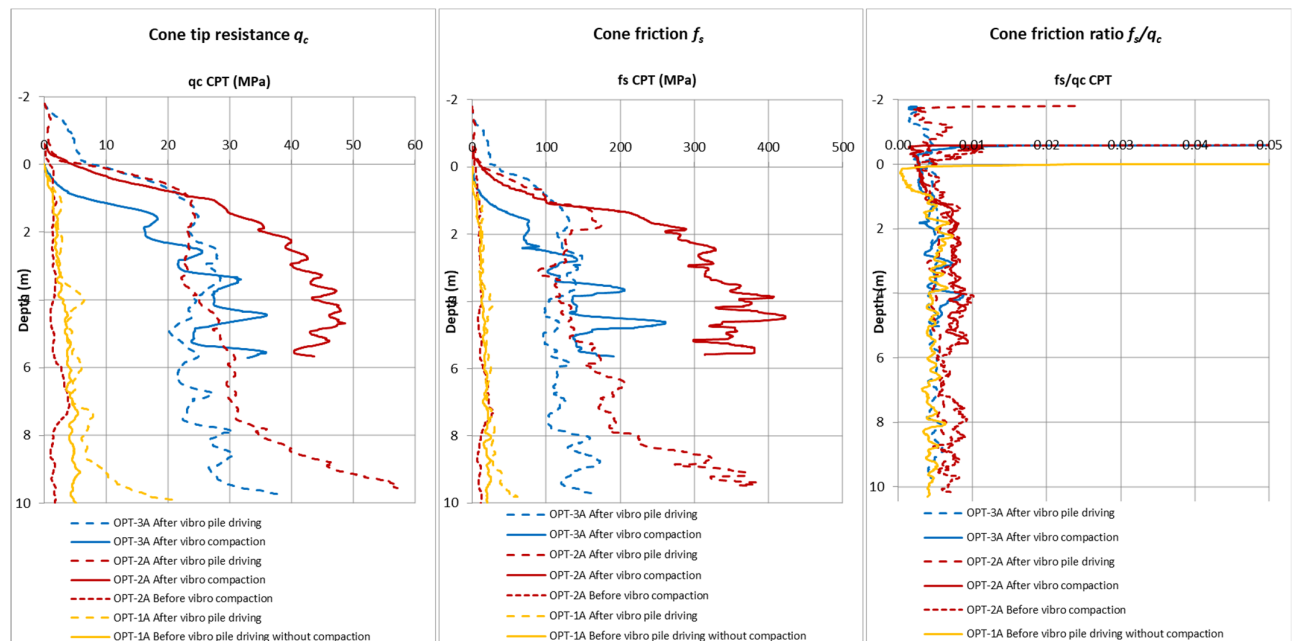 Cone tip resistance qc
qc CPT (MPa)
0 10 20 30 40 50 60
-2
0
2
4
6
8
10
Depth (m)
OPT-3A After vibro pile driving
OPT-3A After vibro compaction
OPT-2A After vibro pile driving
OPT-2A After vibro compaction
OPT-2A Before vibro compaction
OPT-1A After vibro pile driving
OPT-1A Before vibro pile driving without compaction
Cone friction fs
fs CPT (MPa)
0 100 200 300 400 500
-2
0
2
4
6
8
10
Depth (m)
OPT-3A After vibro pile driving
OPT-3A After vibro compaction
OPT-2A After vibro pile driving
OPT-2A After vibro compaction
OPT-2A Before vibro compaction
OPT-1A After vibro pile driving
OPT-1A Before vibro pile driving without compaction
Cone friction ratio fs/qc
fs/qc CPT
0.00 0.01 0.02 0.03 0.04 0.05
-2
0
2
4
6
8
10
Depth (m)
OPT-3A After vibro pile driving
OPT-3A After vibro compaction
OPT-2A After vibro pile driving
OPT-2A After vibro compaction
OPT-2A Before vibro compaction
OPT-1A Before vibro pile driving without compaction